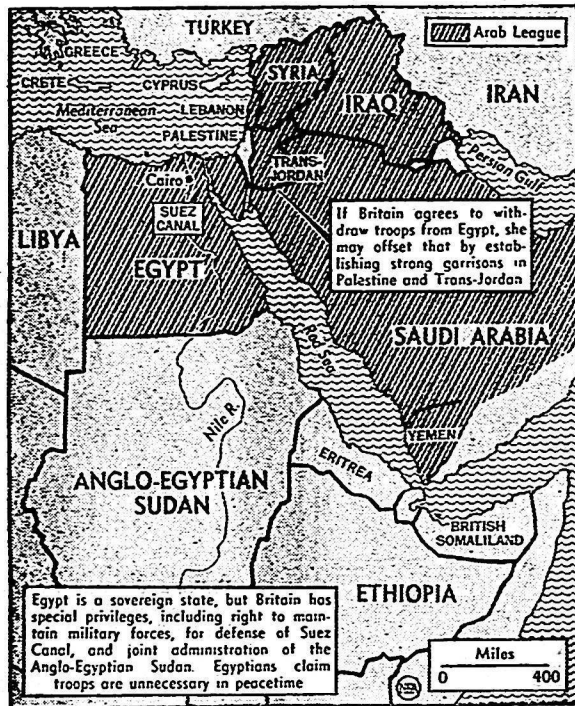 TURKEY
Arab League
GREECE
SYRIA
CRETE
CYPRUS
IRAQ
IRAN
Mediterranean
Sea
LEBANON
PALESTINE
TRANS-
JORDAN
Persian Gulf
Cairo
SUEZ
CANAL
LIBYA
EGYPT
If Britain agrees to with-
draw troops from Egypt, she
may offset that by estab-
lishing strong garrisons in
Palestine and Trans-Jordan
SAUDI ARABIA
Red Sea
Nile R.
YEMEN
ERITREA
ANGLO-EGYPTIAN
SUDAN
BRITISH
SOMALILAND
ETHIOPIA
Egypt is a sovereign state, but Britain has
special privileges, including right to main-
tain military forces, for defense of Suez
Canal, and joint administration of the
Anglo-Egyptian Sudan. Egyptians claim
troops are unnecessary in peacetime
Miles
0 400
NEA